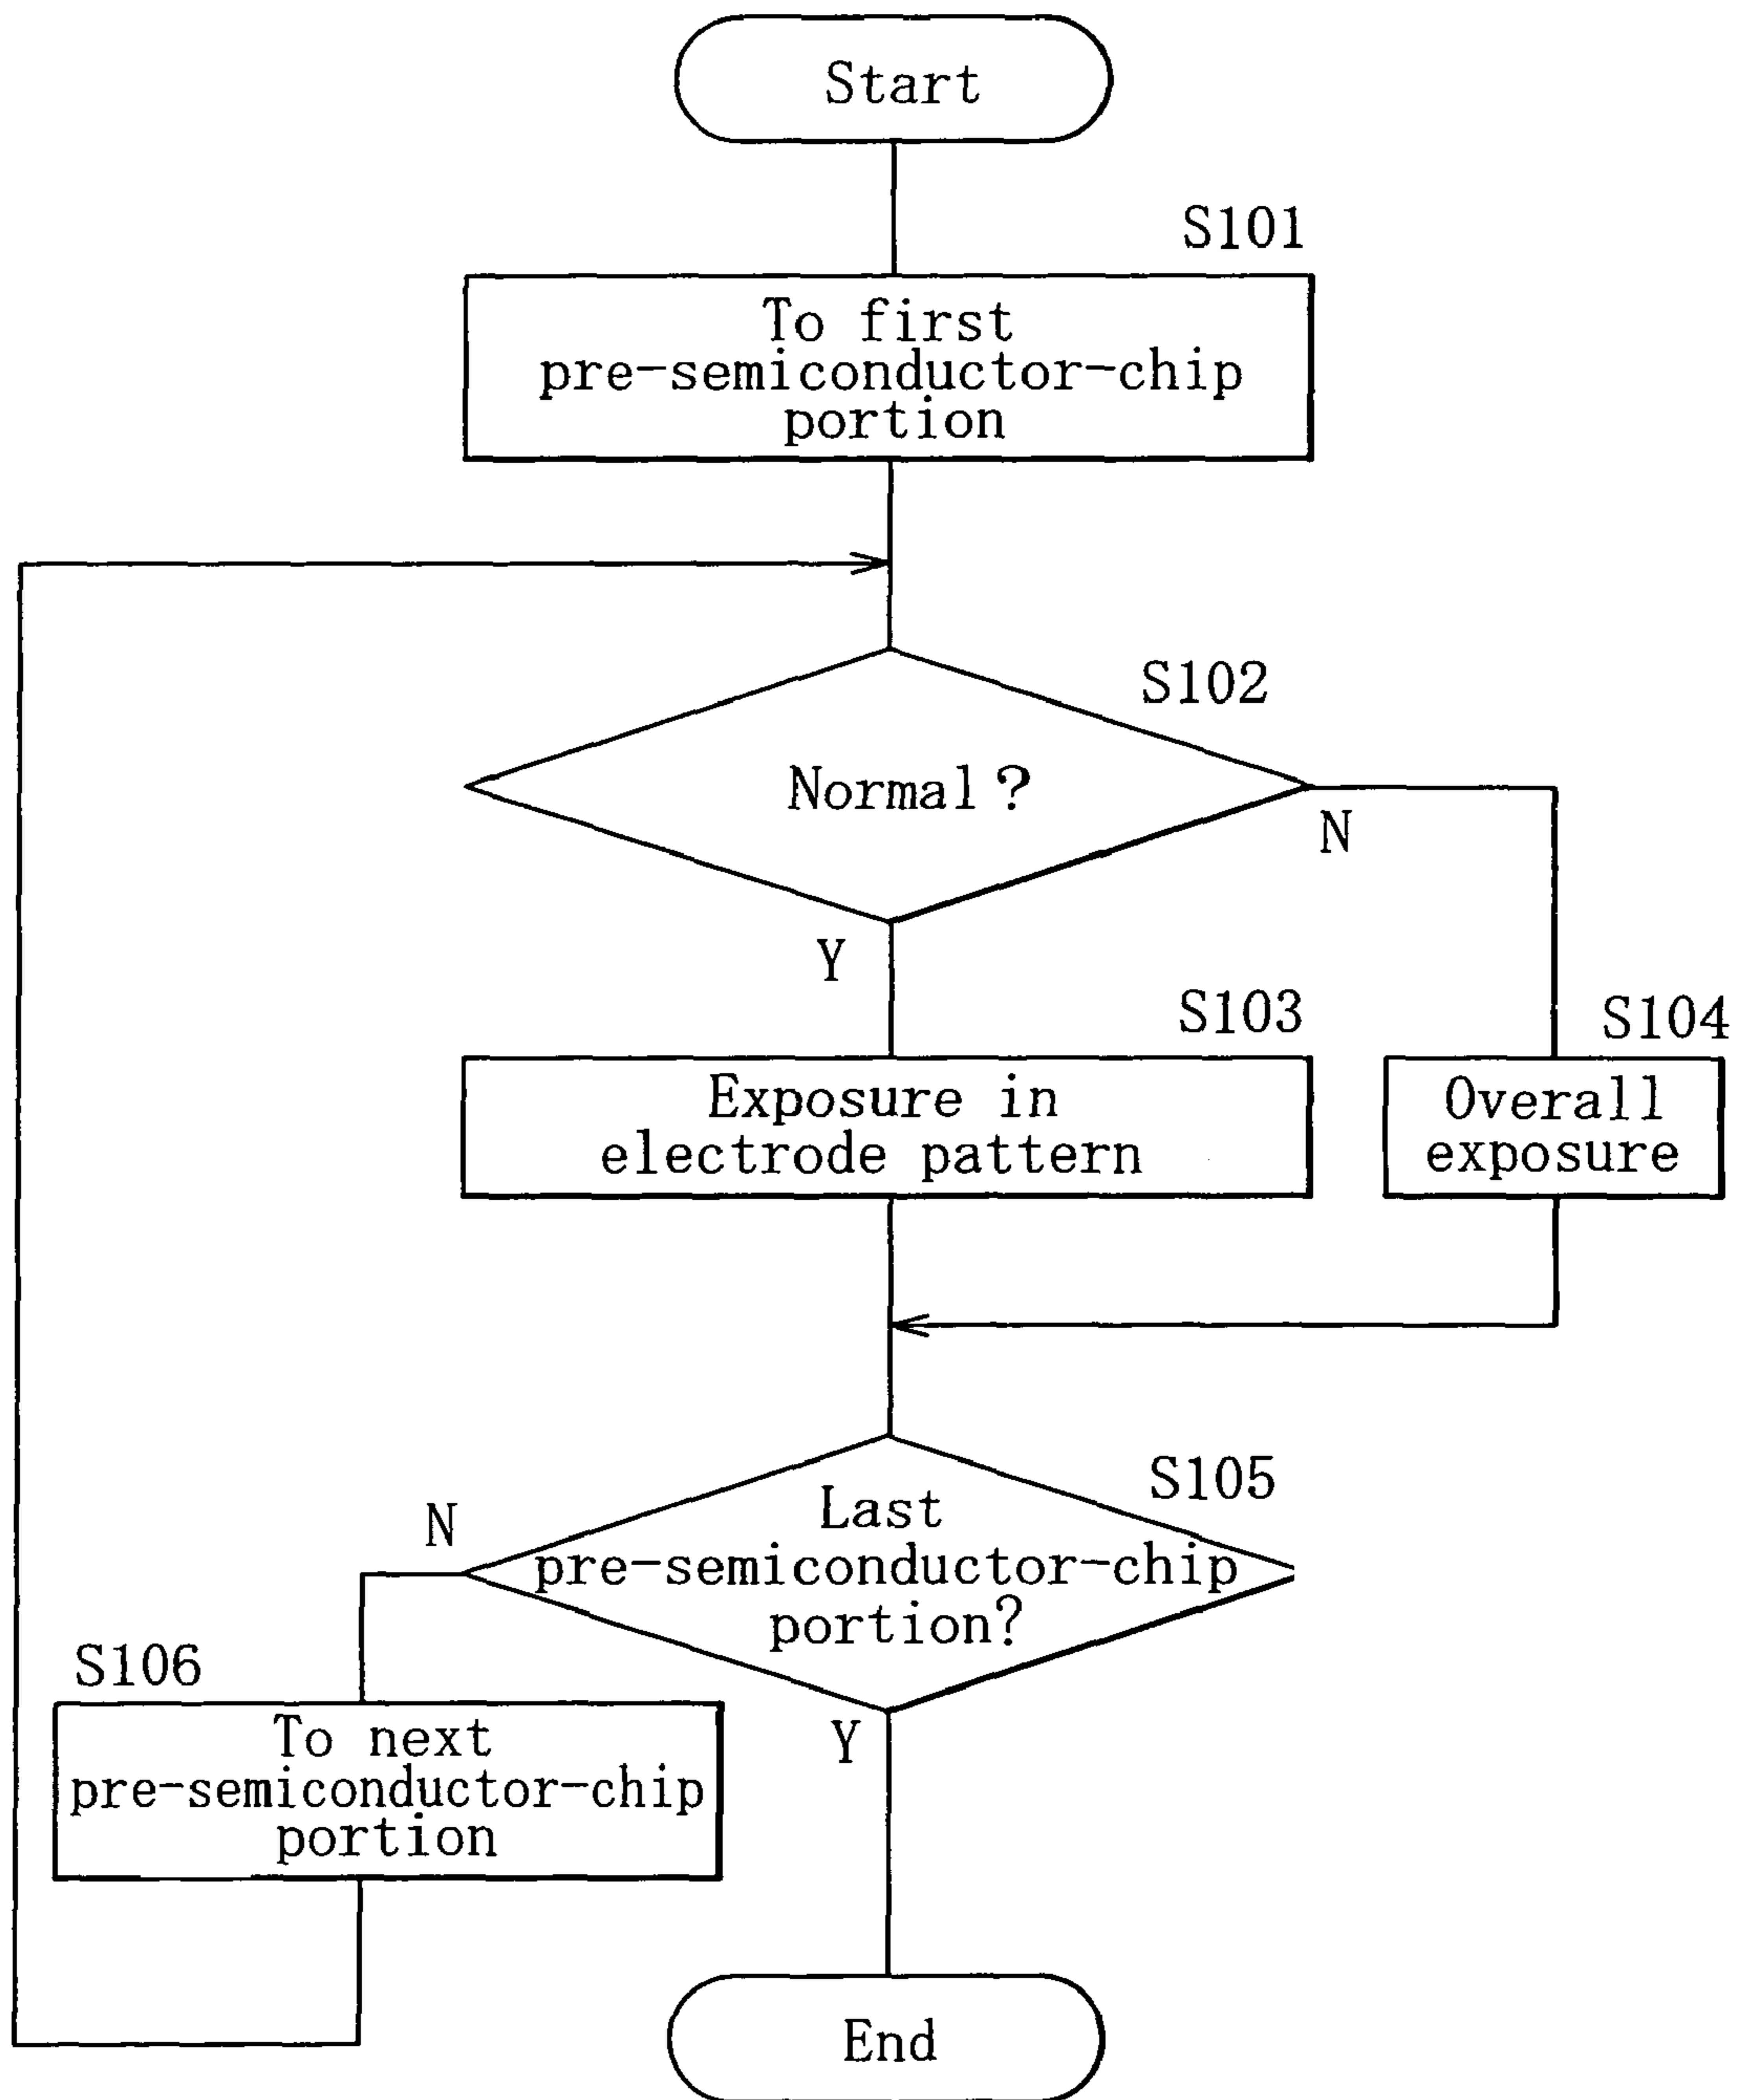 Start
S101
To first
pre-semiconductor-chip
portion
S102
Normal?
N
Y
S103
Exposure in
electrode pattern
S104
Overall
exposure
S105
Last
pre-semiconductor-chip
portion?
N
Y
S106
To next
pre-semiconductor-chip
portion
End